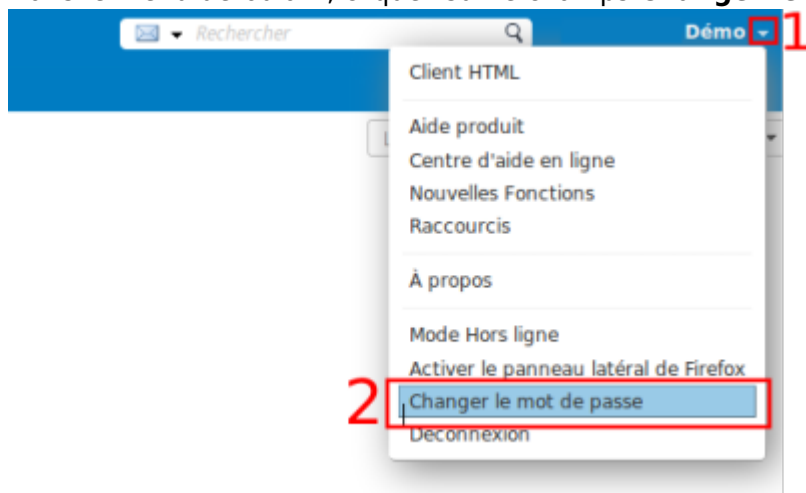 Rechercher
Démo
1
Client HTML
Aide produit
Centre d'aide en ligne
Nouvelles Fonctions
Raccourcis
À propos
Mode Hors ligne
Activer le panneau latéral de Firefox
2
Changer le mot de passe
Déconnexion